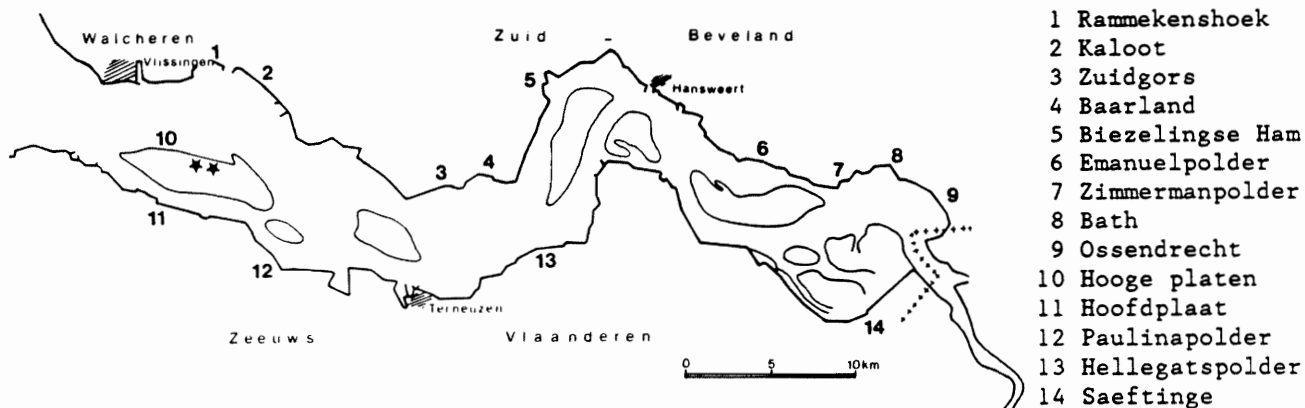 Walcheren
Vlissingen
Zuid Beveland
Hansweert
1
2
3
4
5
6
7
8
9
10
11
12
13
14
Terneuzen
Zeeuws Vlaanderen
0 5 10km
1 Rammekenshoek
2 Kaloot
3 Zuidgors
4 Baarland
5 Biezelingse Ham
6 Emanuelpolder
7 Zimmermanpolder
8 Bath
9 Ossendrecht
10 Hooge platen
11 Hoofdplaat
12 Paulinapolder
13 Hellegatspolder
14 Saeftinge